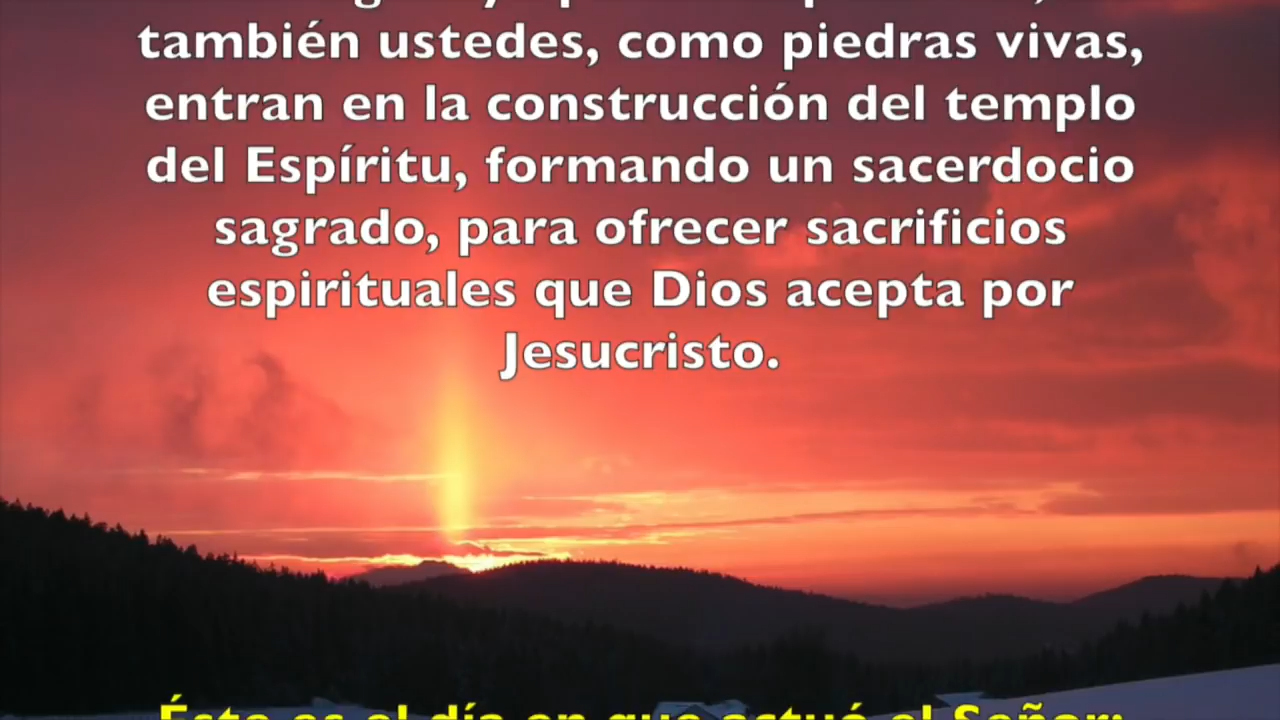 también ustedes, como piedras vivas,
entran en la construcción del templo
del Espíritu, formando un sacerdocio
sagrado, para ofrecer sacrificios
espirituales que Dios acepta por
Jesucristo.
Éste es el día en que actuó el Señor: